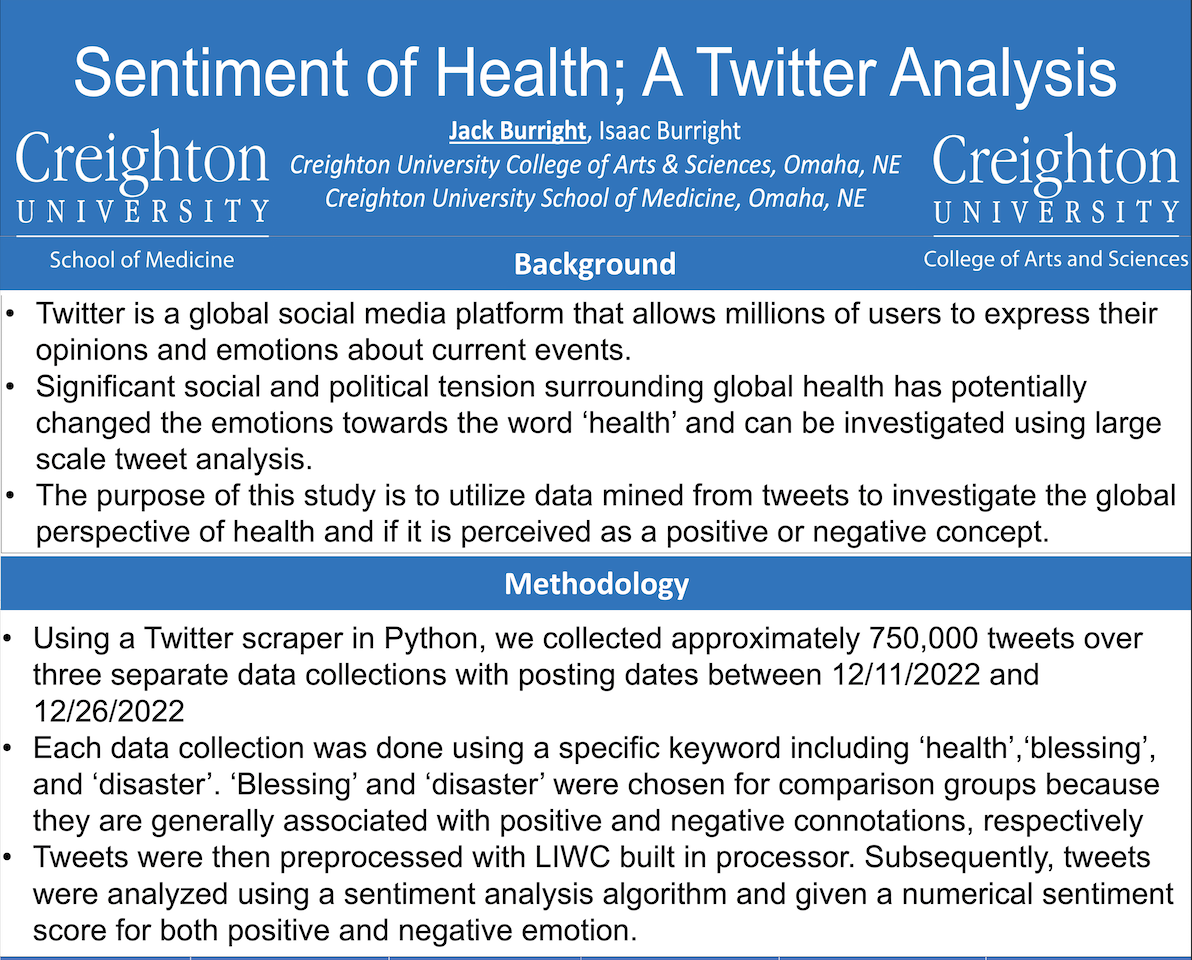 Sentiment of Health; A Twitter Analysis
Jack Burright, Isaac Burright
Creighton University College of Arts & Sciences, Omaha, NE
Creighton University School of Medicine, Omaha, NE
Creighton
UNIVERSITY
School of Medicine
Creighton
UNIVERSITY
College of Arts and Sciences
Background
• Twitter is a global social media platform that allows millions of users to express their
opinions and emotions about current events.
• Significant social and political tension surrounding global health has potentially
changed the emotions towards the word ‘health’ and can be investigated using large
scale tweet analysis.
• The purpose of this study is to utilize data mined from tweets to investigate the global
perspective of health and if it is perceived as a positive or negative concept.
Methodology
• Using a Twitter scraper in Python, we collected approximately 750,000 tweets over
three separate data collections with posting dates between 12/11/2022 and
12/26/2022
• Each data collection was done using a specific keyword including ‘health’,‘blessing’,
and ‘disaster’. ‘Blessing’ and ‘disaster’ were chosen for comparison groups because
they are generally associated with positive and negative connotations, respectively
• Tweets were then preprocessed with LIWC built in processor. Subsequently, tweets
were analyzed using a sentiment analysis algorithm and given a numerical sentiment
score for both positive and negative emotion.